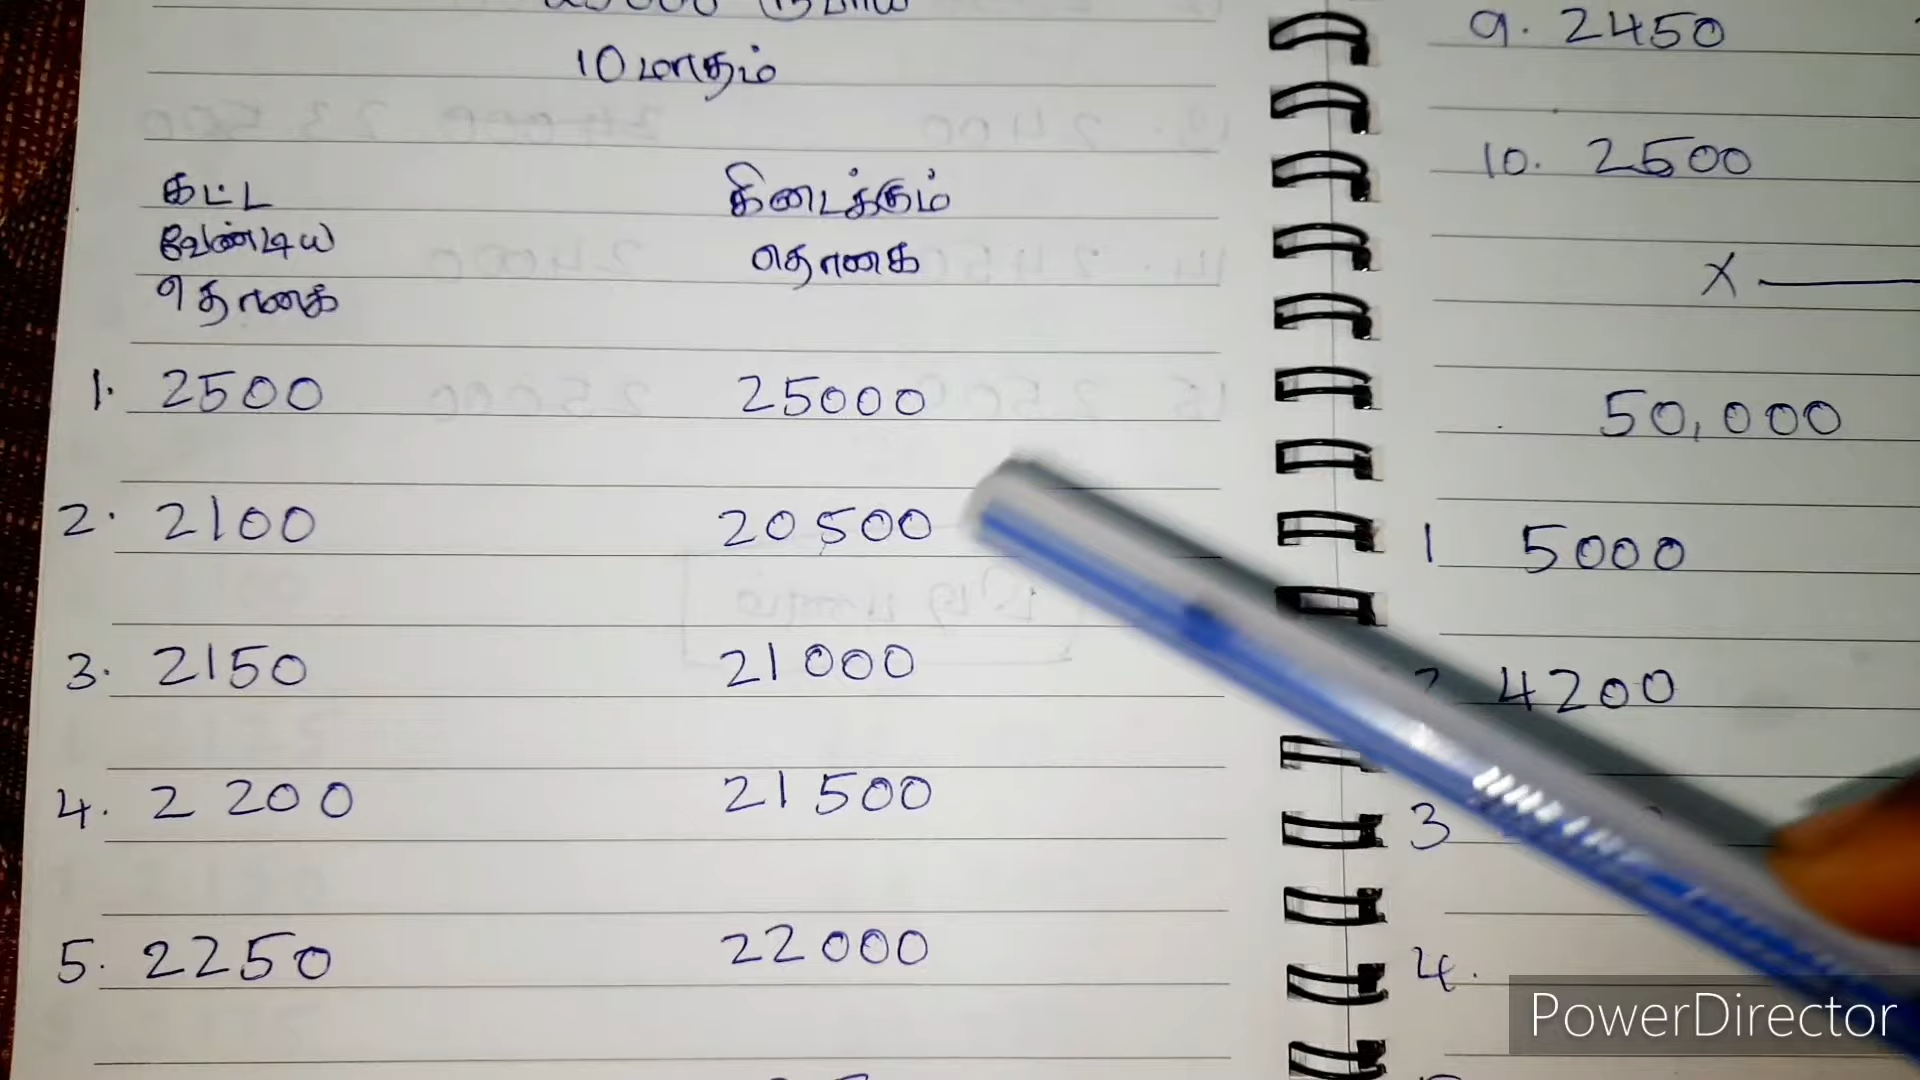 10 மாதம்
கட்ட
வேண்டிய
தொகை
கிடைக்கும்
தொகை
1. 2500 25000
2. 2100 20500
3. 2150 21000
4. 2200 21500
5. 2250 22000
9. 2450
10. 2500
X
50,000
1 5000
4200
3
4.
PowerDirector